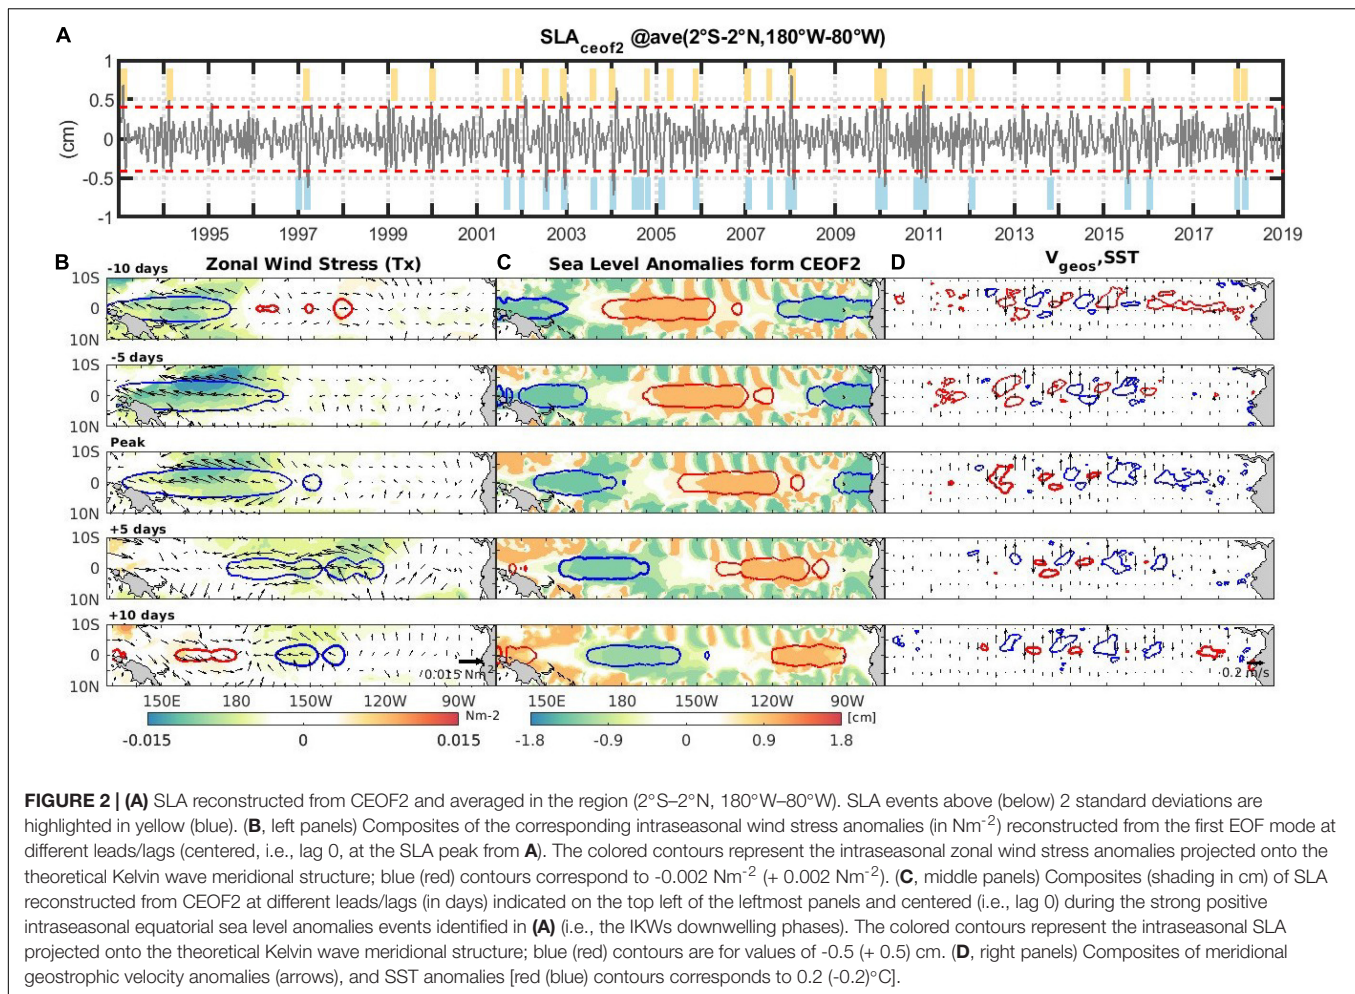 A
SLAceof2 @ave(2°S-2°N,180°W-80°W)
1
0.5
0
-0.5
-1
(cm)
1995 1997 1999 2001 2003 2005 2007 2009 2011 2013 2015 2017 2019
B Zonal Wind Stress (Tx) C Sea Level Anomalies form CEOF2 D Vgeos,SST
-10 days
10S
0
10N
-5 days
10S
0
10N
Peak
10S
0
10N
+5 days
10S
0
10N
+10 days
10S
0
10N
0.015 Nm-2
0.2 m/s
150E 180 150W 120W 90W
Nm-2
-0.015 0 0.015
150E 180 150W 120W 90W
[cm]
-1.8 -0.9 0 0.9 1.8
FIGURE 2 | (A) SLA reconstructed from CEOF2 and averaged in the region (2°S–2°N, 180°W–80°W). SLA events above (below) 2 standard deviations are
highlighted in yellow (blue). (B, left panels) Composites of the corresponding intraseasonal wind stress anomalies (in Nm-2) reconstructed from the first EOF mode at
different leads/lags (centered, i.e., lag 0, at the SLA peak from A). The colored contours represent the intraseasonal zonal wind stress anomalies projected onto the
theoretical Kelvin wave meridional structure; blue (red) contours correspond to -0.002 Nm-2 (+ 0.002 Nm-2). (C, middle panels) Composites (shading in cm) of SLA
reconstructed from CEOF2 at different leads/lags (in days) indicated on the top left of the leftmost panels and centered (i.e., lag 0) during the strong positive
intraseasonal equatorial sea level anomalies events identified in (A) (i.e., the IKWs downwelling phases). The colored contours represent the intraseasonal SLA
projected onto the theoretical Kelvin wave meridional structure; blue (red) contours are for values of -0.5 (+ 0.5) cm. (D, right panels) Composites of meridional
geostrophic velocity anomalies (arrows), and SST anomalies [red (blue) contours corresponds to 0.2 (-0.2)°C].